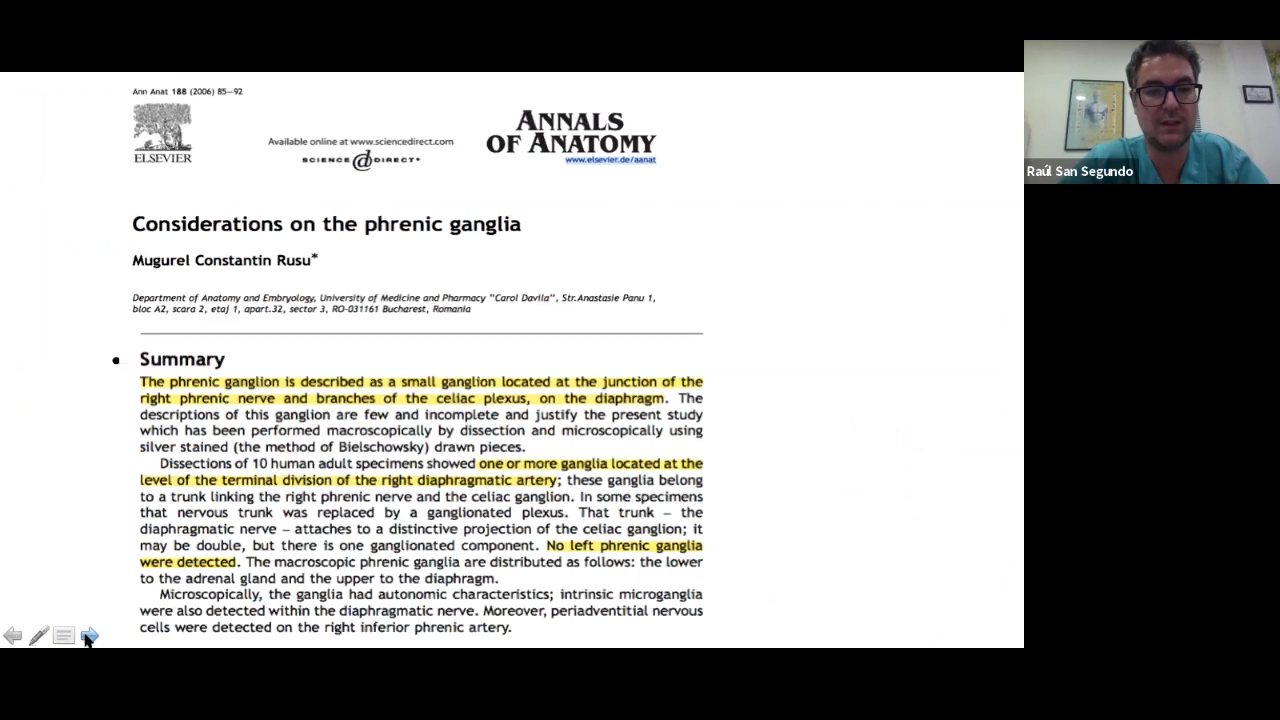 Ann Anat 188 (2006) 85—92
ELSEVIER
Available online at www.sciencedirect.com
SCIENCE DIRECT®
ANNALS
OF ANATOMY
www.elsevier.de/aanat
Raúl San Segundo
Considerations on the phrenic ganglia
Mugurel Constantin Rusu*
Department of Anatomy and Embryology, University of Medicine and Pharmacy "Carol Davila", Str.Anastasie Panu 1,
bloc A2, scara 2, etaj 1, apart.32, sector 3, RO-031161 Bucharest, Romania
• Summary
The phrenic ganglion is described as a small ganglion located at the junction of the
right phrenic nerve and branches of the celiac plexus, on the diaphragm. The
descriptions of this ganglion are few and incomplete and justify the present study
which has been performed macroscopically by dissection and microscopically using
silver stained (the method of Bielschowsky) drawn pieces.
Dissections of 10 human adult specimens showed one or more ganglia located at the
level of the terminal division of the right diaphragmatic artery; these ganglia belong
to a trunk linking the right phrenic nerve and the celiac ganglion. In some specimens
that nervous trunk was replaced by a ganglionated plexus. That trunk – the
diaphragmatic nerve – attaches to a distinctive projection of the celiac ganglion; it
may be double, but there is one ganglionated component. No left phrenic ganglia
were detected. The macroscopic phrenic ganglia are distributed as follows: the lower
to the adrenal gland and the upper to the diaphragm.
Microscopically, the ganglia had autonomic characteristics; intrinsic microganglia
were also detected within the diaphragmatic nerve. Moreover, periadventitial nervous
cells were detected on the right inferior phrenic artery.